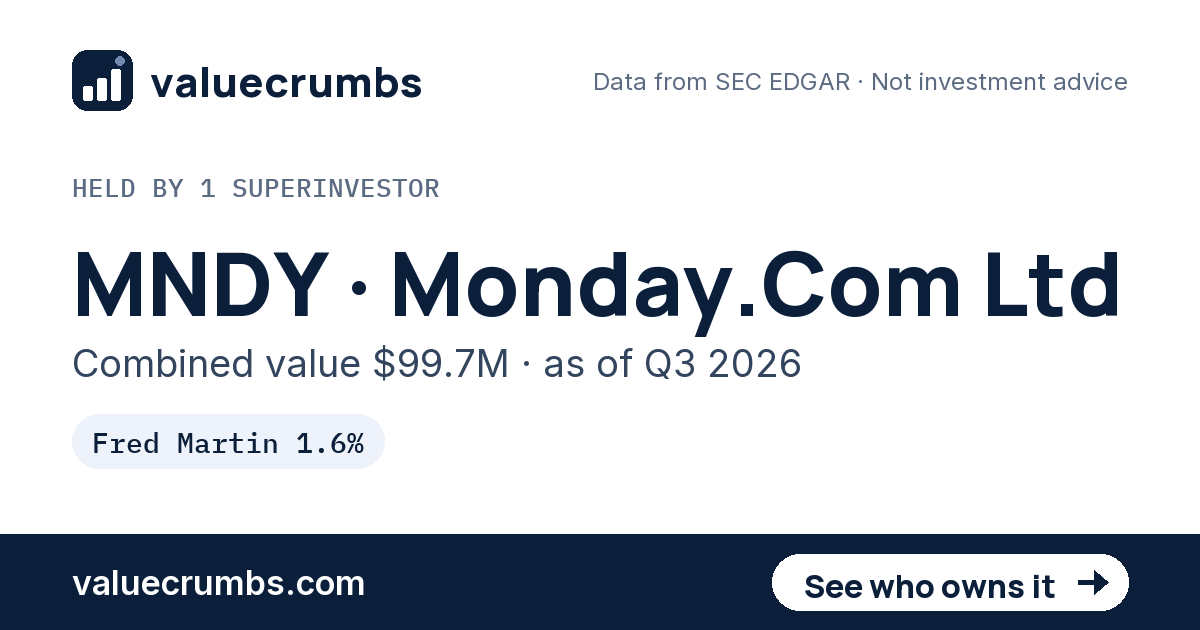 valuecrumbs
Data from SEC EDGAR · Not investment advice
HELD BY 1 SUPERINVESTOR
MNDY · Monday.Com Ltd
Combined value $99.7M · as of Q3 2026
Fred Martin 1.6%
valuecrumbs.com
See who owns it →